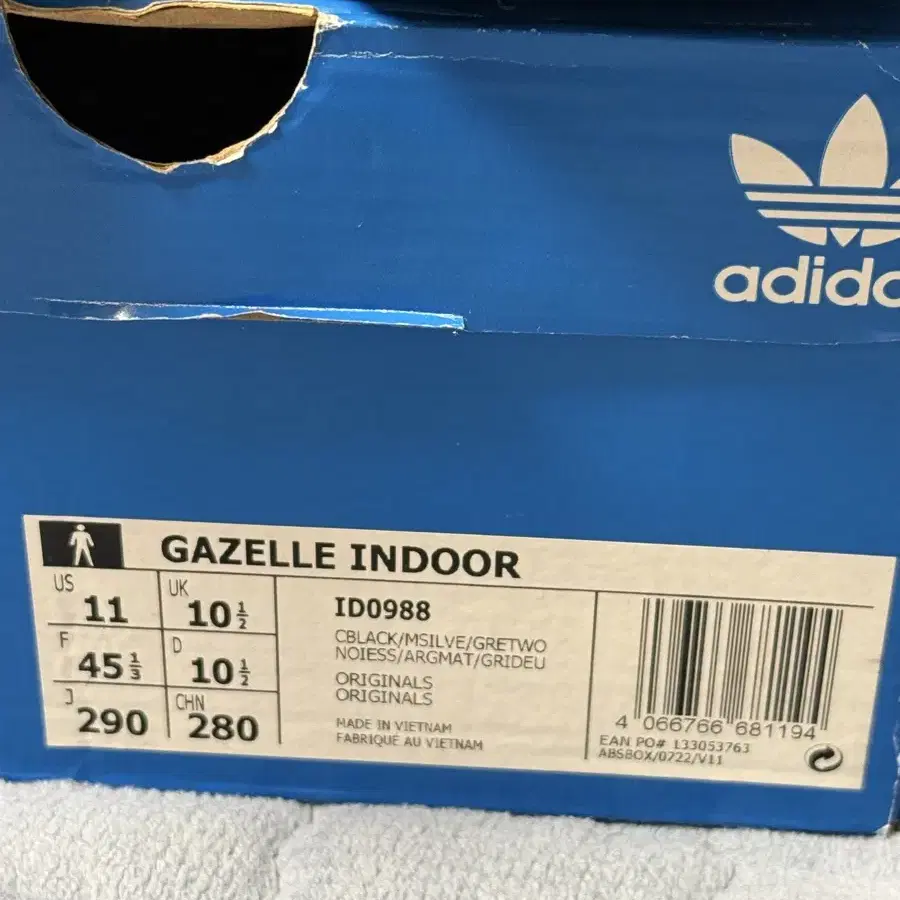 adida
GAZELLE INDOOR
US
11
UK
10 1/2
F
45 1/3
D
10 1/2
J
290
CHN
280
ID0988
CBLACK/MSILVE/GRETWO
NOIESS/ARGMAT/GRIDEU
ORIGINALS
ORIGINALS
MADE IN VIETNAM
FABRIQUÉ AU VIETNAM
4 066766 681194
EAN PO# 133053763
ABSBOX/0722/V11